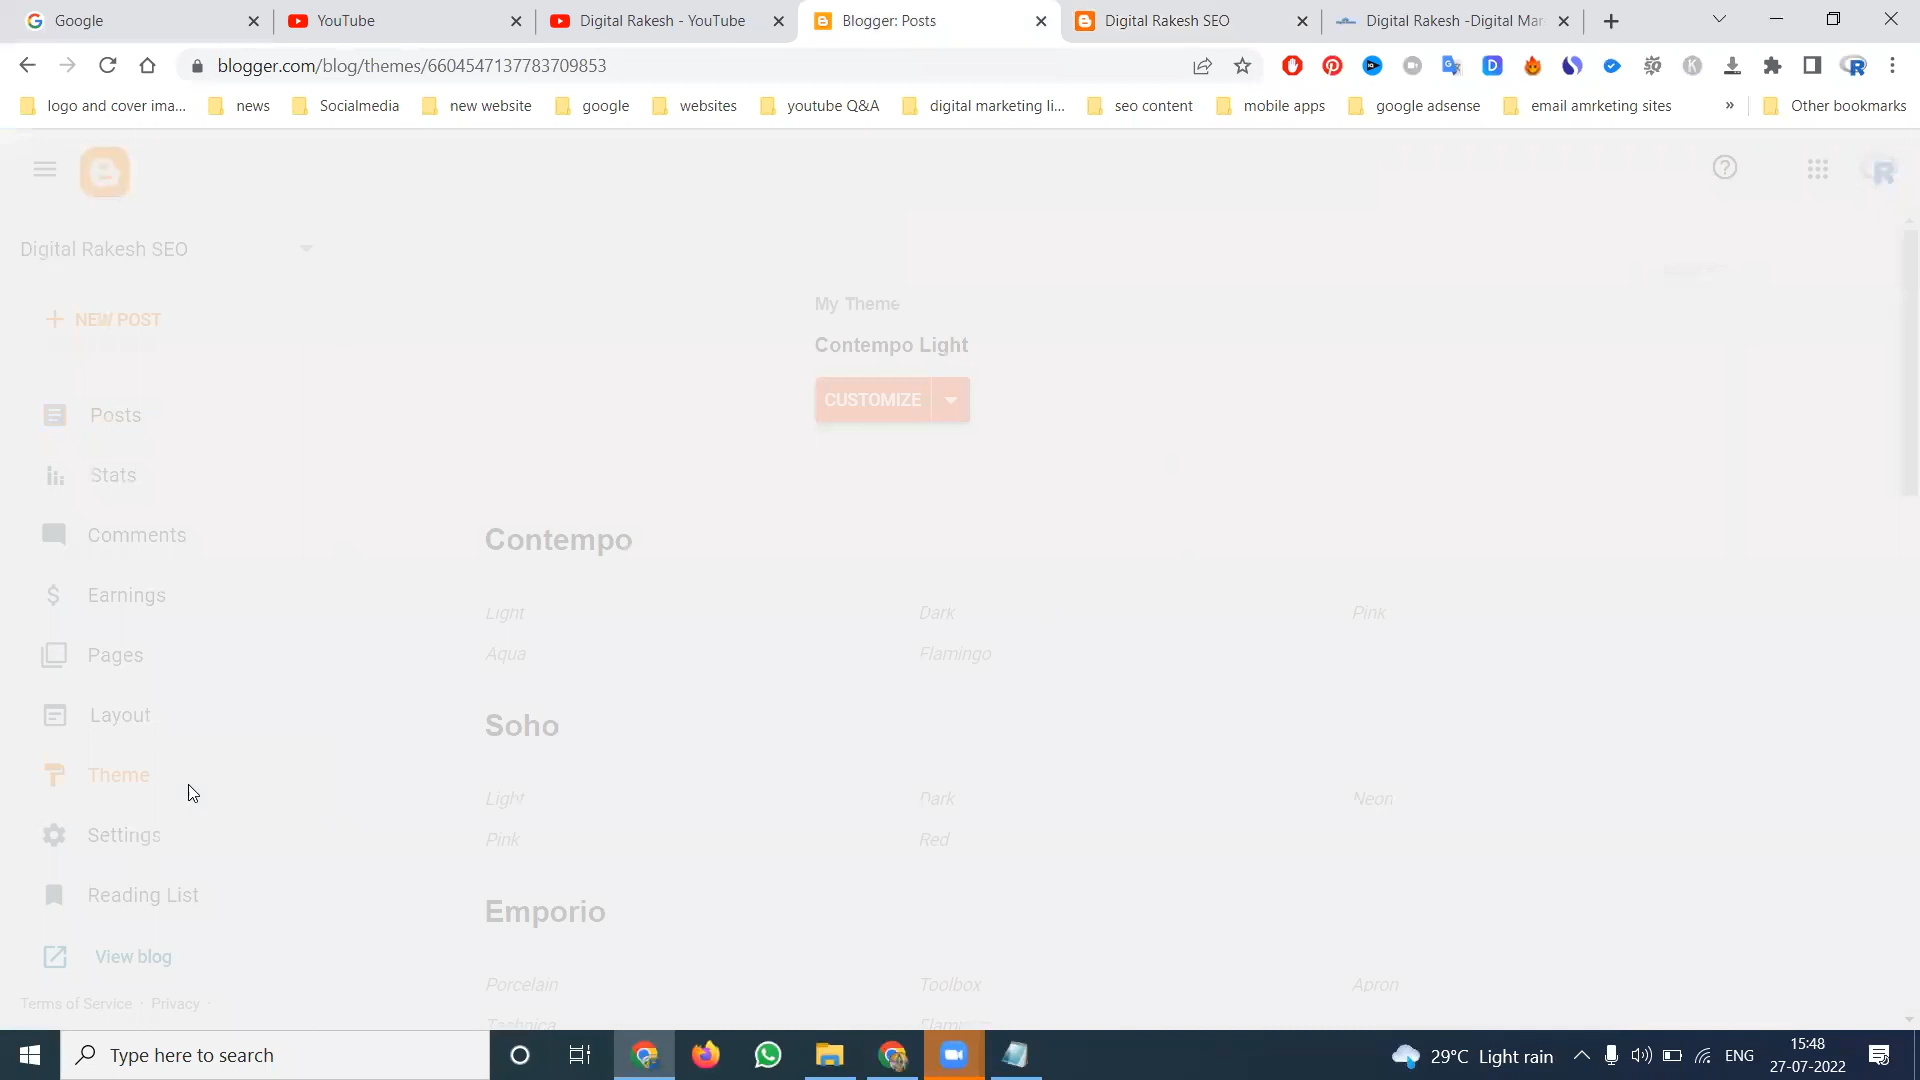 Google
YouTube
Digital Rakesh - YouTube
Blogger: Posts
Digital Rakesh SEO
Digital Rakesh -Digital Mar
blogger.com/blog/themes/6604547137783709853
logo and cover ima...
news
Socialmedia
new website
google
websites
youtube Q&A
digital marketing li...
seo content
mobile apps
google adsense
email amrketing sites
»
Other bookmarks
Digital Rakesh SEO
NEW POST
Posts
Stats
Comments
Earnings
Pages
Layout
Theme
Settings
Reading List
View blog
Terms of Service · Privacy ·
My Theme
Contempo Light
CUSTOMIZE
Contempo
Light
Dark
Pink
Aqua
Flamingo
Soho
Light
Dark
Neon
Pink
Red
Emporio
Porcelain
Toolbox
Apron
Type here to search
29°C Light rain
ENG
15:48
27-07-2022